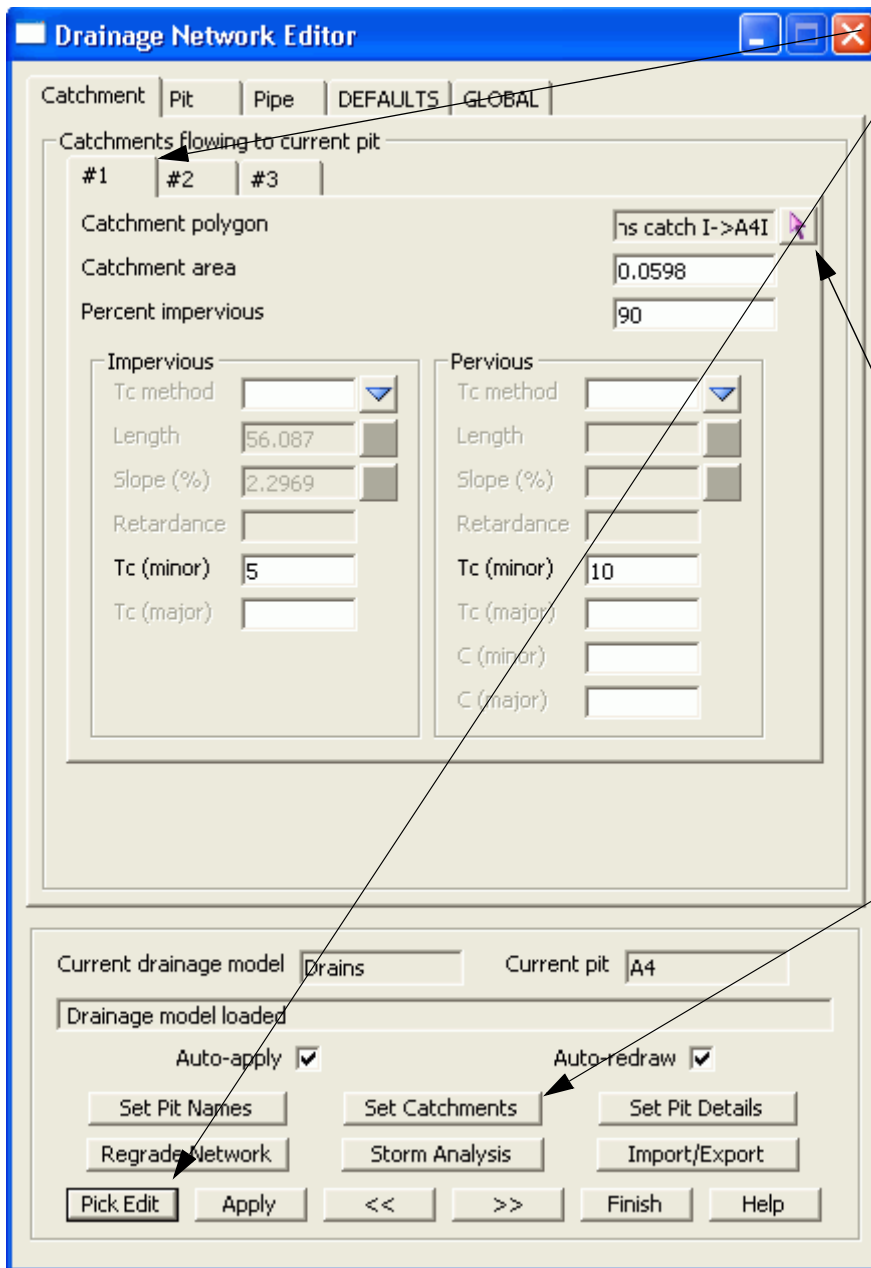 Drainage Network Editor
Catchment Pit Pipe DEFAULTS GLOBAL
Catchments flowing to current pit
#1 #2 #3
Catchment polygon ns catch I->A4I
Catchment area 0.0598
Percent impervious 90
Impervious Pervious
Tc method Tc method
Length 56.087 Length
Slope (%) 2.2969 Slope (%)
Retardance Retardance
Tc (minor) 5 Tc (minor) 10
Tc (major) Tc (major)
C (minor)
C (major)
Current drainage model Drains Current pit A4
Drainage model loaded
Auto-apply Auto-redraw
Set Pit Names Set Catchments Set Pit Details
Regrade Network Storm Analysis Import/Export
Pick Edit Apply << >> Finish Help